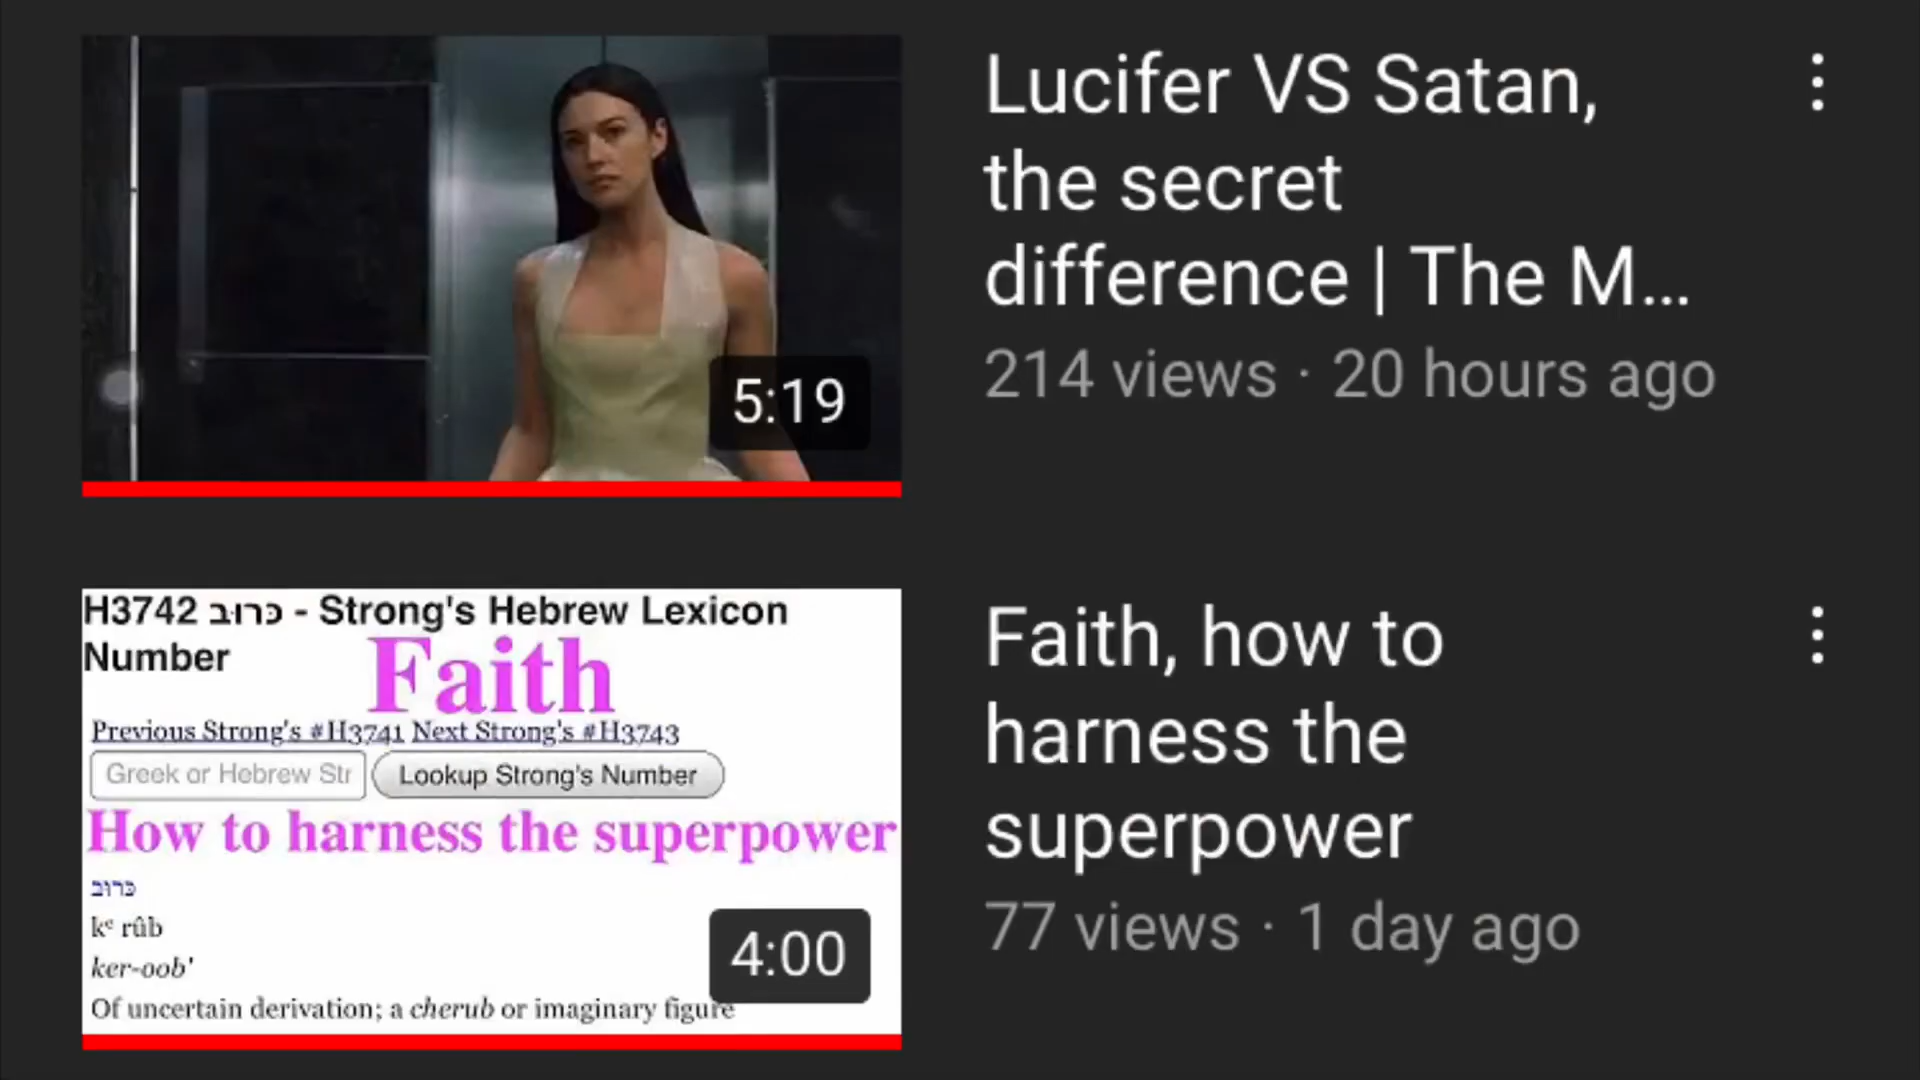 Lucifer VS Satan,
the secret
difference | The M...
214 views · 20 hours ago
5:19
H3742 כּרוּב - Strong's Hebrew Lexicon
Number
Faith
Previous Strong's #H3741 Next Strong's #H3743
Greek or Hebrew Str
Lookup Strong's Number
How to harness the superpower
כּרוּב
kᵉ rûb
ker-oob'
Of uncertain derivation; a cherub or imaginary figure
4:00
Faith, how to
harness the
superpower
77 views · 1 day ago